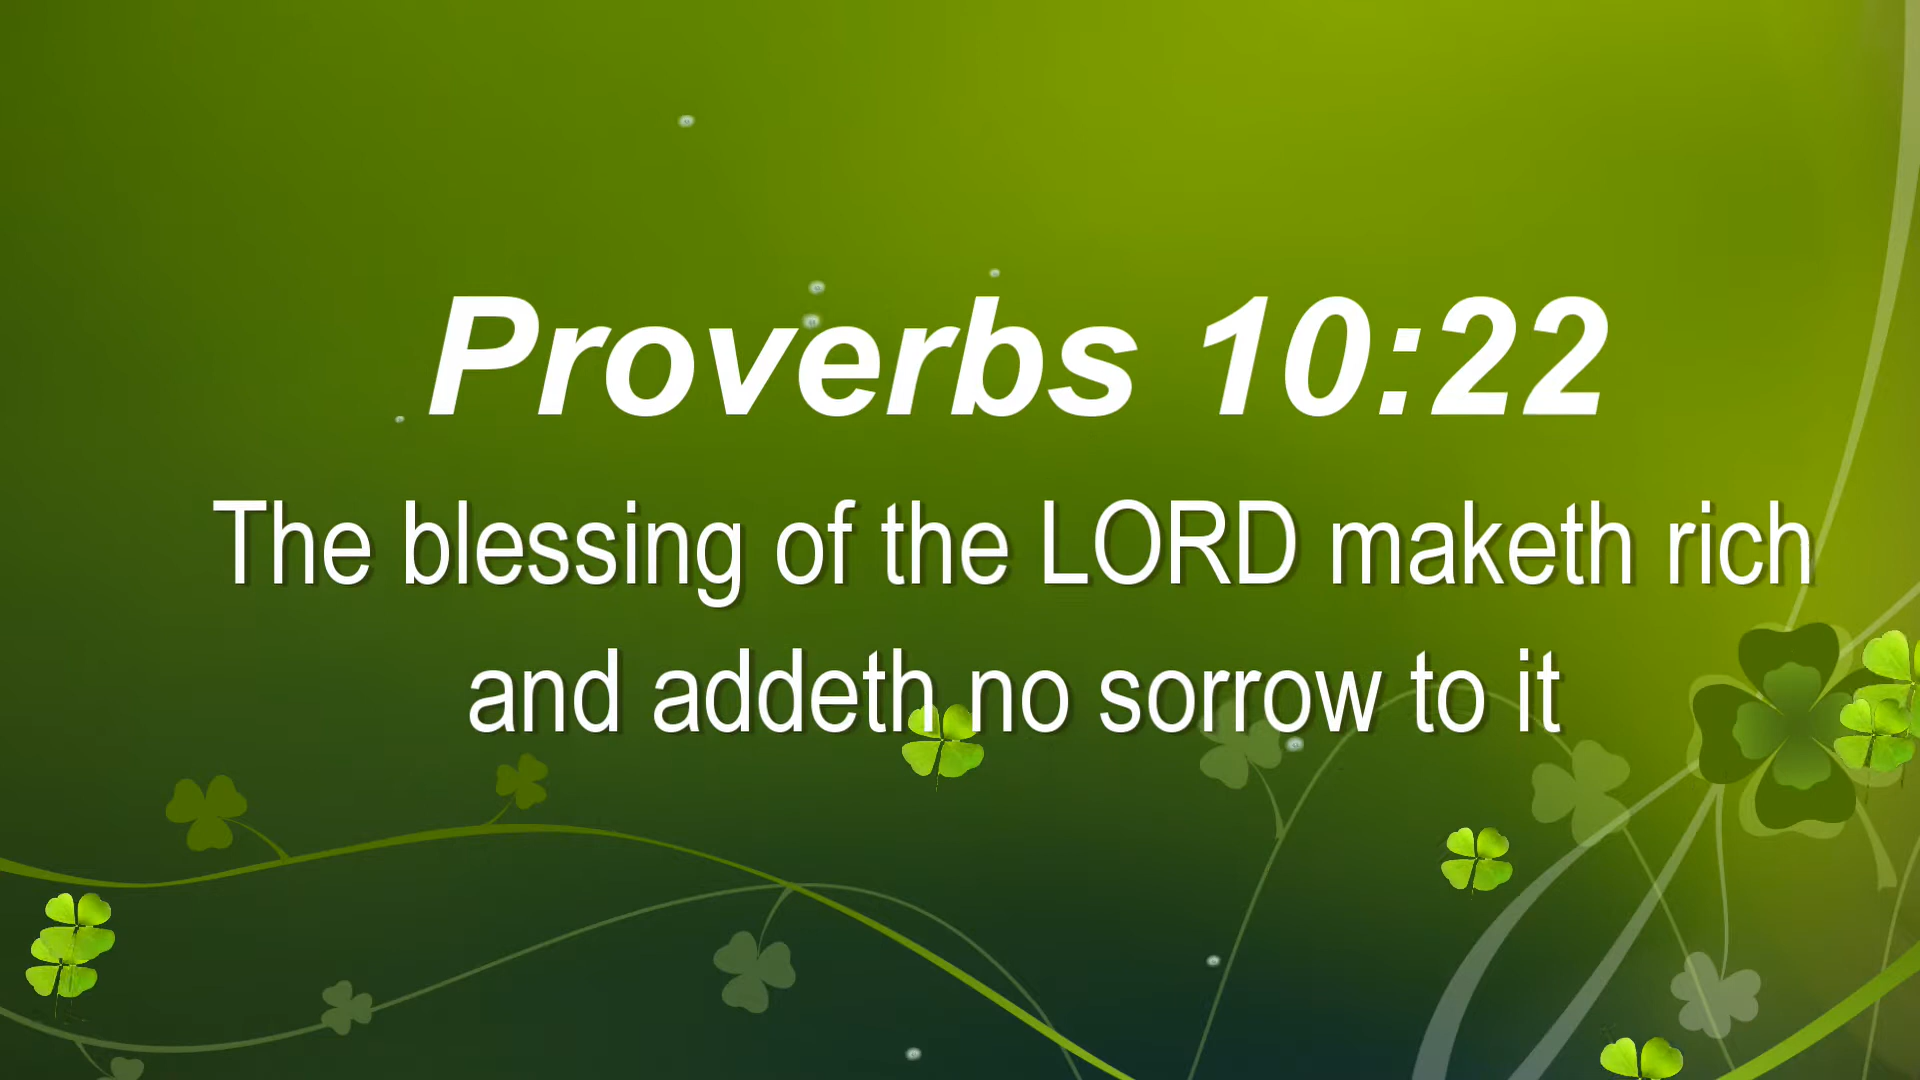 Proverbs 10:22
The blessing of the LORD maketh rich
and addeth no sorrow to it